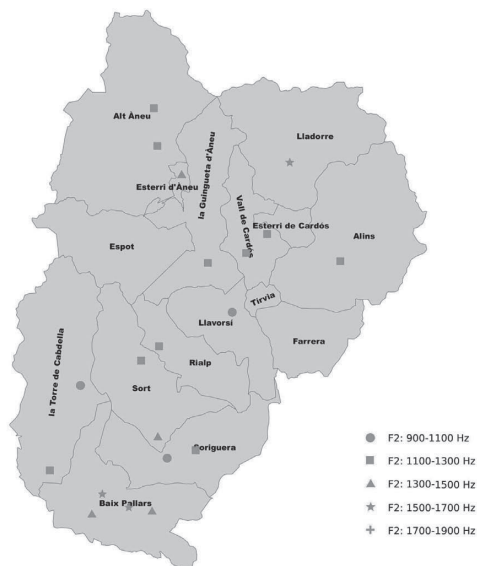 Alt Àneu
Lladorre
la Guingueta d'Àneu
Esterri d'Àneu
Vall de Cardós
Esterri de Cardós
Alins
Espot
Tírvia
Llavorsí
Farrera
la Torre de Cabdella
Rialp
Sort
Soriguera
Baix Pallars
F2: 900-1100 Hz
F2: 1100-1300 Hz
F2: 1300-1500 Hz
F2: 1500-1700 Hz
F2: 1700-1900 Hz